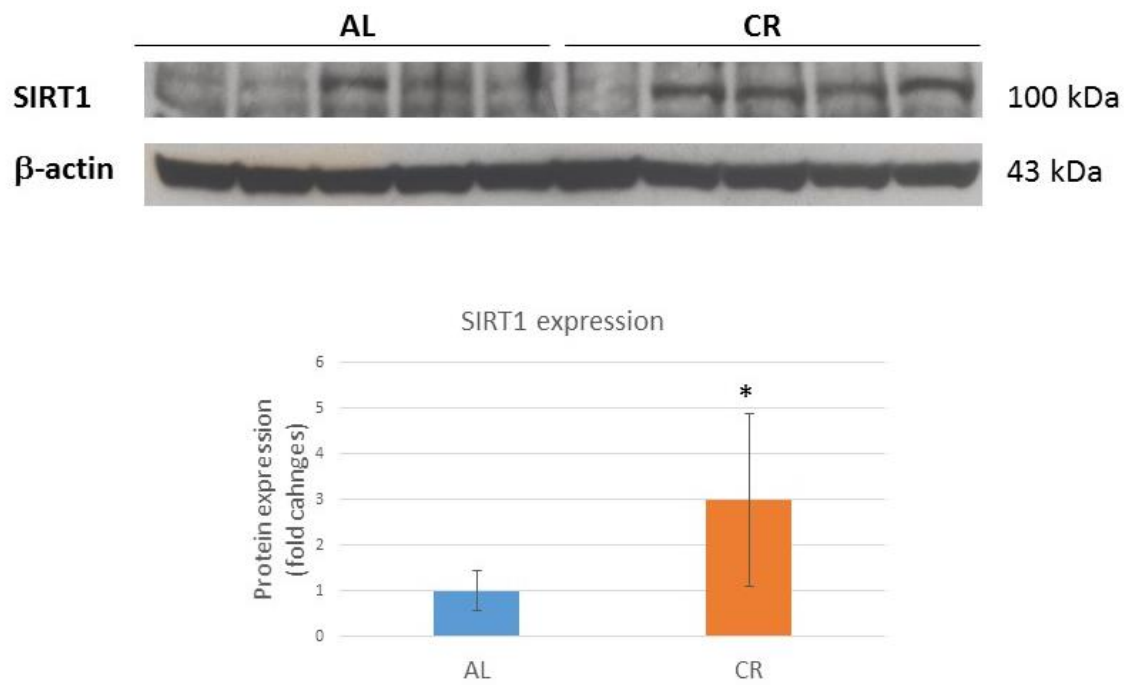 AL CR
SIRT1 100 kDa
β-actin 43 kDa
SIRT1 expression
Protein expression
(fold cahnges)
6
5
4
3
2
1
0
*
AL CR